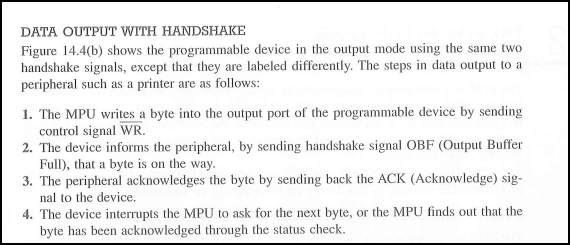 DATA OUTPUT WITH HANDSHAKE
Figure 14.4(b) shows the programmable device in the output mode using the same two
handshake signals, except that they are labeled differently. The steps in data output to a
peripheral such as a printer are as follows:
1. The MPU writes a byte into the output port of the programmable device by sending
control signal W̅R̅.
2. The device informs the peripheral, by sending handshake signal OBF (Output Buffer
Full), that a byte is on the way.
3. The peripheral acknowledges the byte by sending back the ACK (Acknowledge) sig-
nal to the device.
4. The device interrupts the MPU to ask for the next byte, or the MPU finds out that the
byte has been acknowledged through the status check.